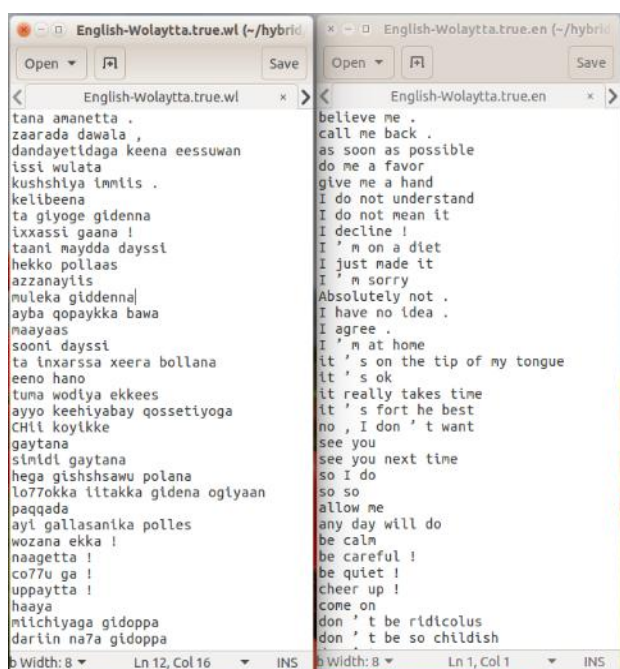 English-Wolaytta.true.wl (~/hybrid
Open
Save
English-Wolaytta.true.wl
tana amanetta .
zaarada dawala ,
dandayetidaga keena eessuwan
issi wulata
kushshiya immiis .
kelibeena
ta giyoge gidenna
ixxassi gaana !
taani maydda dayssi
hekko pollaas
azzanayiis
muleka giddenna
ayba qopaykka bawa
maayaas
sooni dayssi
ta inxarssa xeera bollana
eeno hano
tuma wodiya ekkees
ayyo keehiyabay qossetiyoga
CHii koyikke
gaytana
simidi gaytana
hega gishshsawu polana
lo77okka iitakka gidena ogiyaan
paqqada
ayi gallasanika polles
wozana ekka !
naagetta !
co77u ga !
uppaytta !
haaya
miichiyaga gidoppa
dariin na7a gidoppa
b Width: 8
Ln 12, Col 16
INS
English-Wolaytta.true.en (~/hybrid
Open
Save
English-Wolaytta.true.en
believe me .
call me back .
as soon as possible
do me a favor
give me a hand
I do not understand
I do not mean it
I decline !
I ’ m on a diet
I just made it
I ’ m sorry
Absolutely not .
I have no idea .
I agree .
I ’ m at home
it ’ s on the tip of my tongue
it ’ s ok
it really takes time
it ’ s fort he best
no , I don ’ t want
see you
see you next time
so I do
so so
allow me
any day will do
be calm
be careful !
be quiet !
cheer up !
come on
don ’ t be ridicolus
don ’ t be so childish
b Width: 8
Ln 1, Col 1
INS